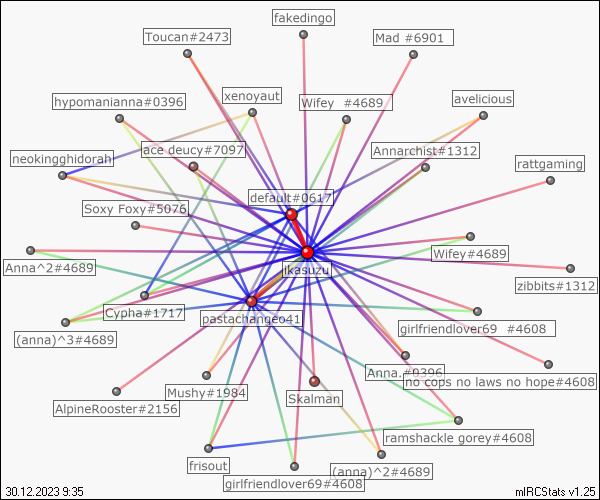 fakedingo
Toucan#2473
Mad #6901
xenoyaut
hypomanianna#0396
Wifey #4689
avelicious
ace deucy#7097
Annarchist#1312
neokingghidorah
rattgaming
default#0617
Soxy Foxy#5076
Wifey#4689
Anna^2#4689
ikasuzu
zibbits#1312
Cypha#1717
pastachangeo41
girlfriendlover69 #4608
(anna)^3#4689
Anna.#0396
no cops no laws no hope#4608
Mushy#1984
Skalman
AlpineRooster#2156
ramshackle gorey#4608
frisout
(anna)^2#4689
girlfriendlover69#4608
30.12.2023 9:35
mIRCStats v1.25